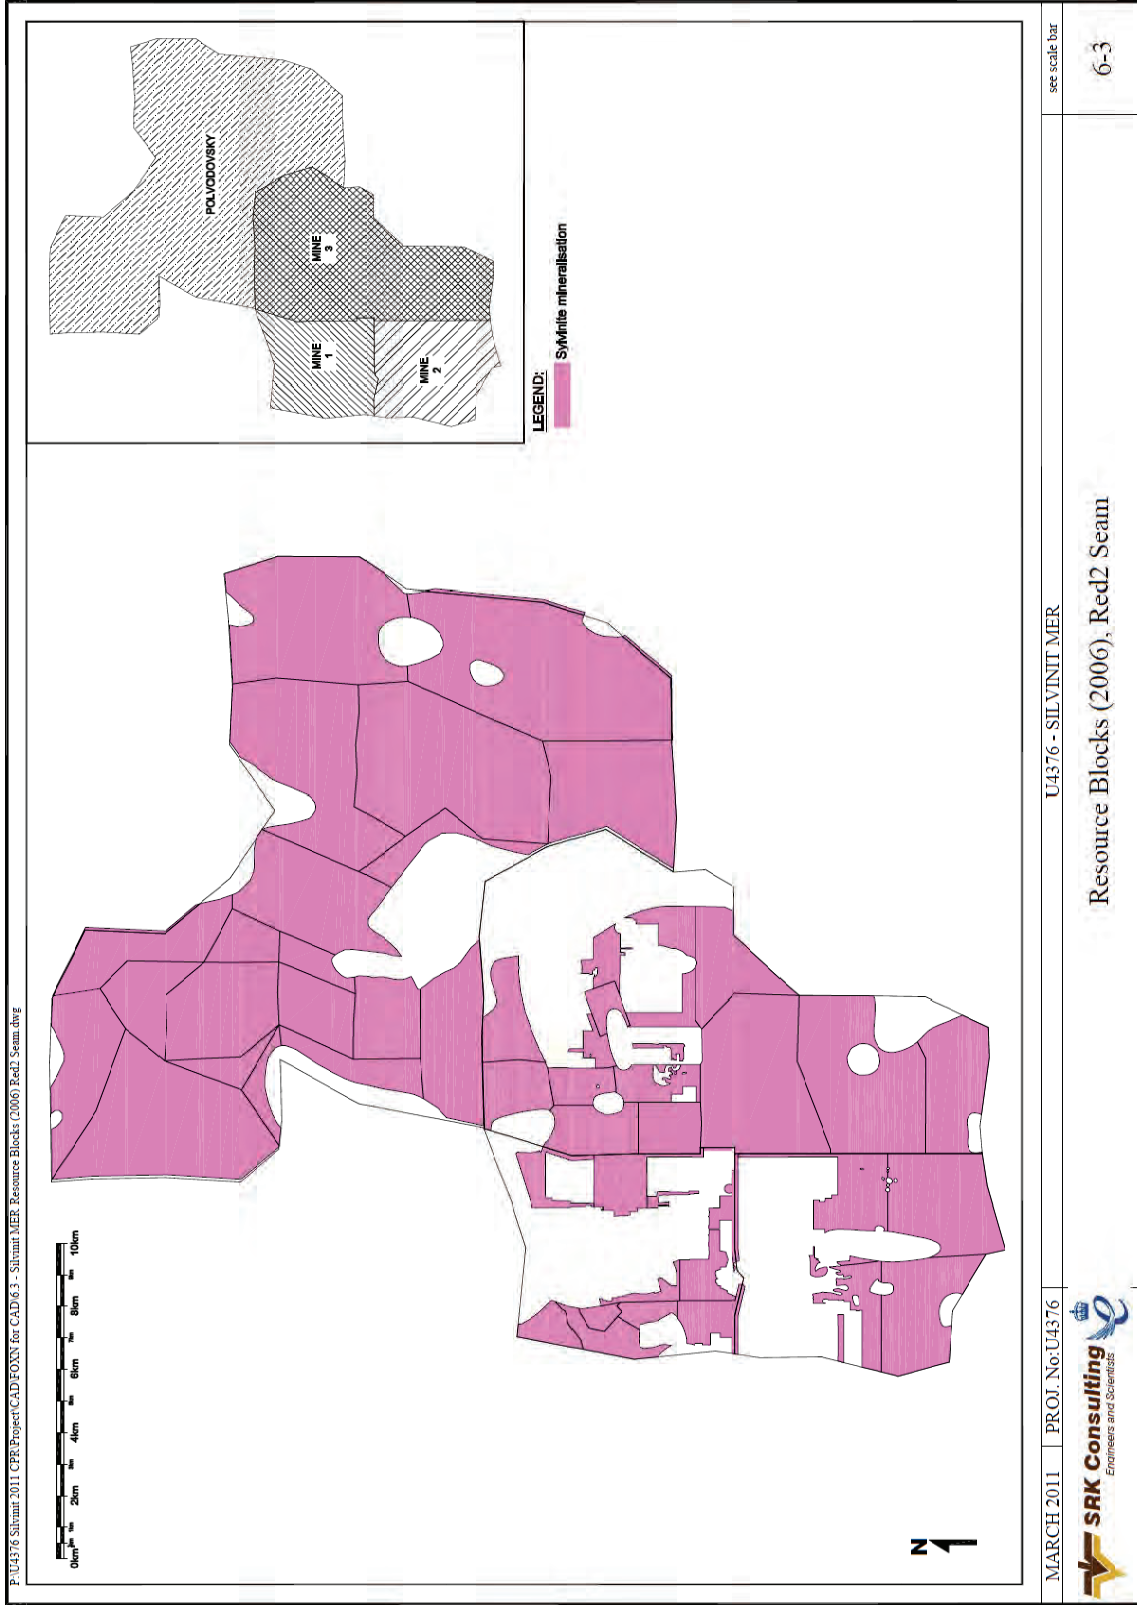 P:\U4376 Silvinit 2011 CPR\Project\CAD\FOXN for CAD\6.3 - Silvinit MER Resource Blocks (2006) Red2 Seam.dwg
0km
1km
2km
4km
6km
8km
10km
POLVODOVSKY
MINE
1
MINE
2
MINE
3
LEGEND:
Sylvinite mineralisation
N
MARCH 2011
PROJ. No:U4376
U4376 - SILVINIT MER
see scale bar
SRK Consulting
Engineers and Scientists
Resource Blocks (2006), Red2 Seam
6-3